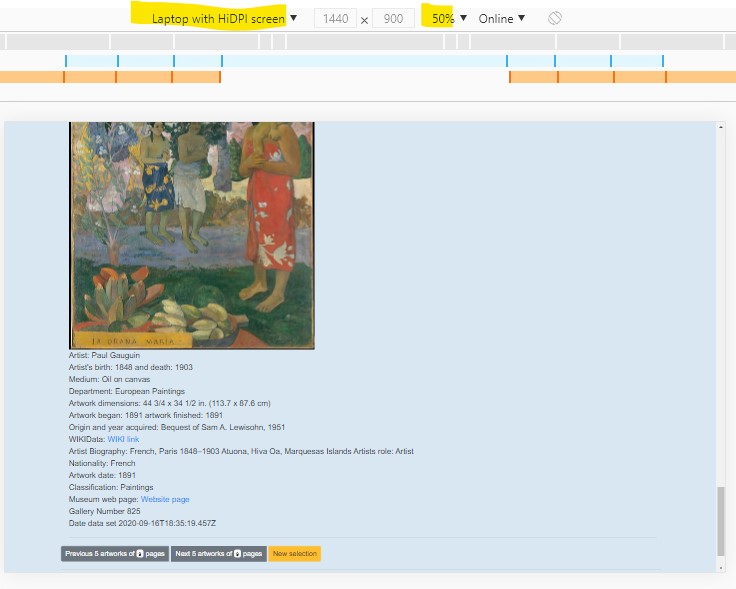 Laptop with HiDPI screen ▼ 1440 x 900 50% ▼ Online ▼
IA ORANA MARIA
Artist: Paul Gauguin
Artist's birth: 1848 and death: 1903
Medium: Oil on canvas
Department: European Paintings
Artwork dimensions: 44 3/4 x 34 1/2 in. (113.7 x 87.6 cm)
Artwork began: 1891 artwork finished: 1891
Origin and year acquired: Bequest of Sam A. Lewisohn, 1951
WIKIData: WIKI link
Artist Biography: French, Paris 1848–1903 Atuona, Hiva Oa, Marquesas Islands Artists role: Artist
Nationality: French
Artwork date: 1891
Classification: Paintings
Museum web page: Website page
Gallery Number 825
Date data set 2020-09-16T18:35:19.457Z
Previous 5 artworks of pages Next 5 artworks of pages New selection